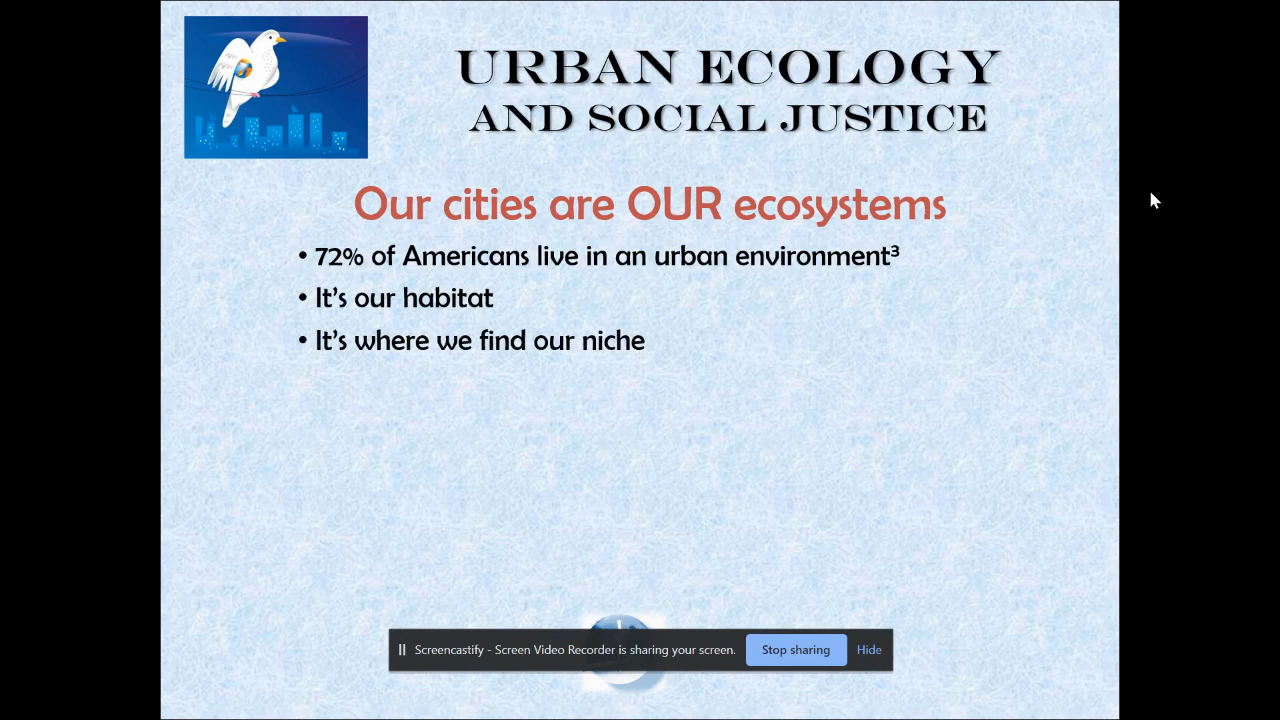 URBAN ECOLOGY
AND SOCIAL JUSTICE
Our cities are OUR ecosystems
• 72% of Americans live in an urban environment³
• It's our habitat
• It's where we find our niche
Screencastify - Screen Video Recorder is sharing your screen. Stop sharing Hide